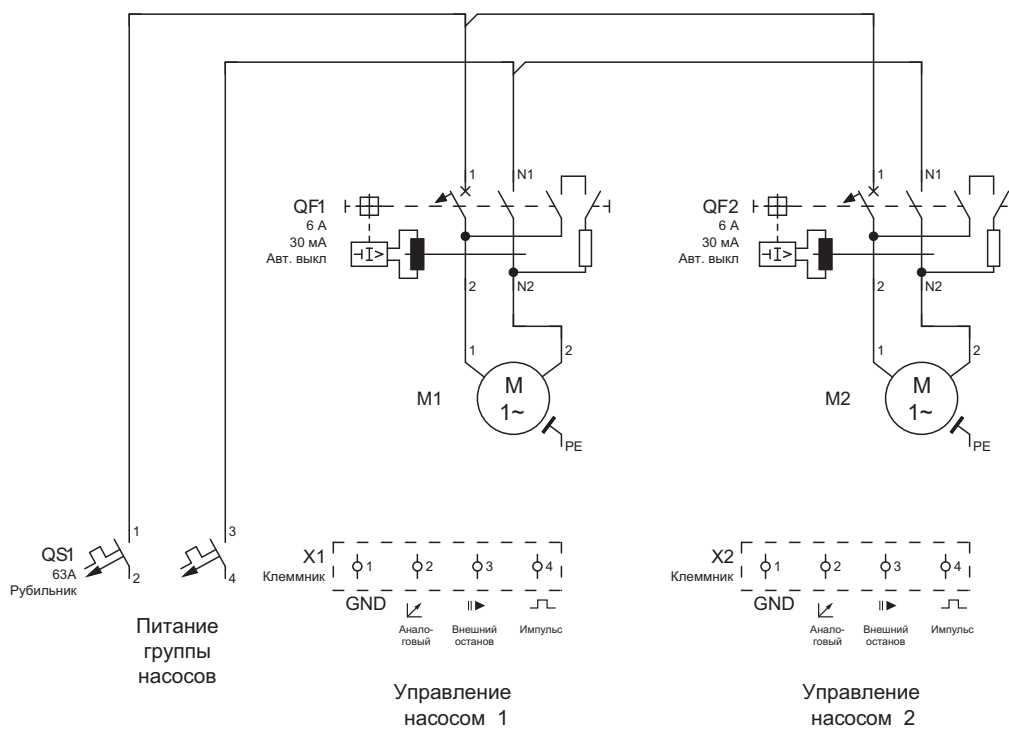 1
N1
QF1
6 А
30 мА
Авт. выкл
I>
2
N2
1
2
М1
М
1~
PE
1
N1
QF2
6 А
30 мА
Авт. выкл
I>
2
N2
1
2
М2
М
1~
PE
QS1
63А
Рубильник
1
2
3
4
Питание
группы
насосов
X1
Клеммник
1
2
3
4
GND
Анало-
говый
Внешний
останов
Импульс
Управление
насосом 1
X2
Клеммник
1
2
3
4
GND
Анало-
говый
Внешний
останов
Импульс
Управление
насосом 2